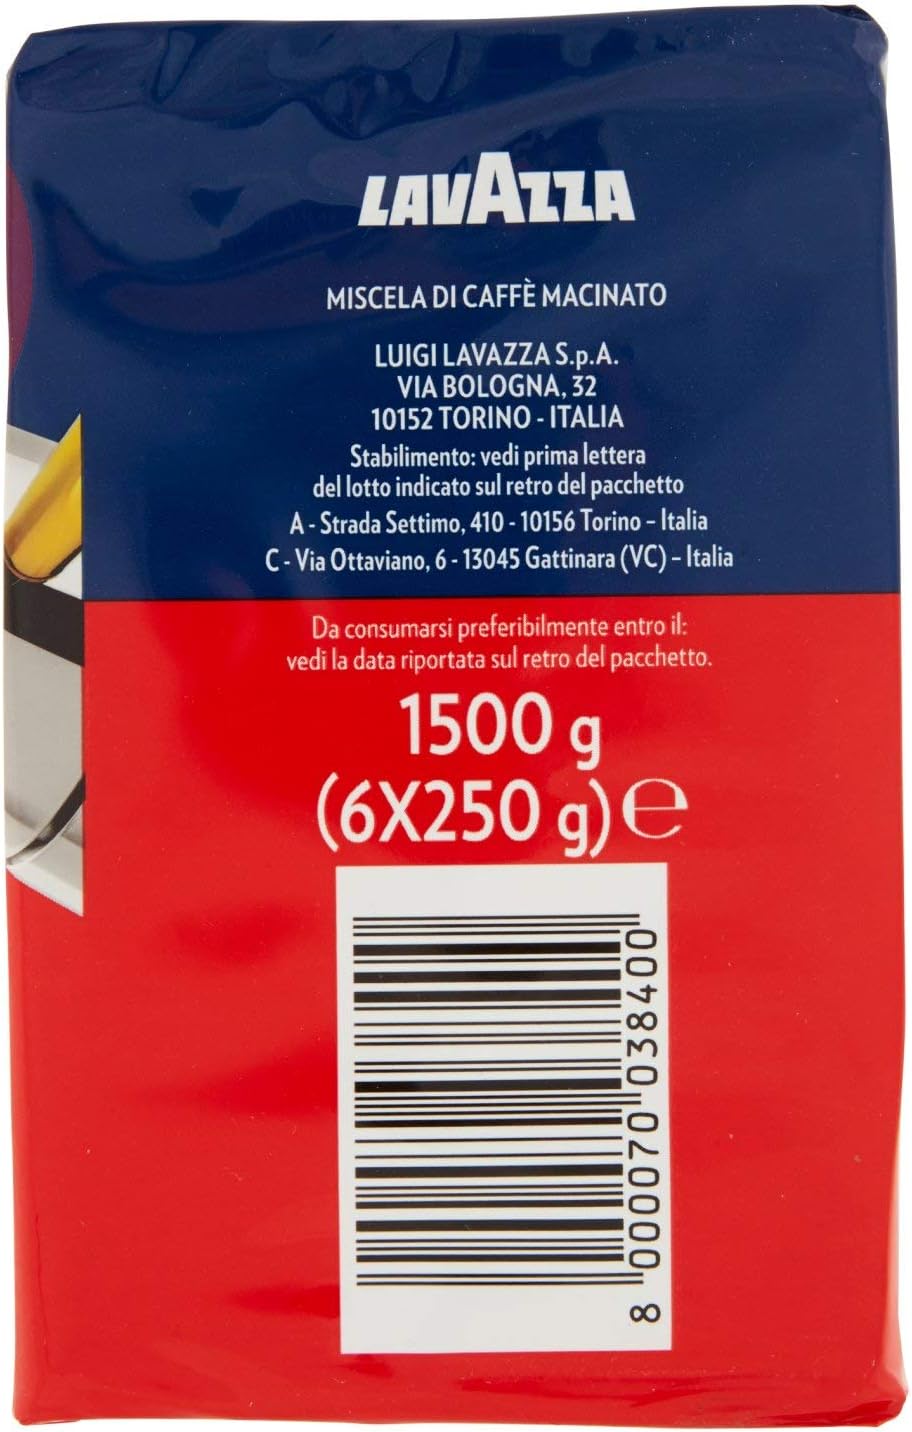 LAVAZZA
MISCELA DI CAFFÈ MACINATO
LUIGI LAVAZZA S.p.A.
VIA BOLOGNA, 32
10152 TORINO - ITALIA
Stabilimento: vedi prima lettera
del lotto indicato sul retro del pacchetto
A - Strada Settimo, 410 - 10156 Torino – Italia
C - Via Ottaviano, 6 - 13045 Gattinara (VC) – Italia
Da consumarsi preferibilmente entro il:
vedi la data riportata sul retro del pacchetto.
1500 g
(6X250 g) ℮
8 000070 038400